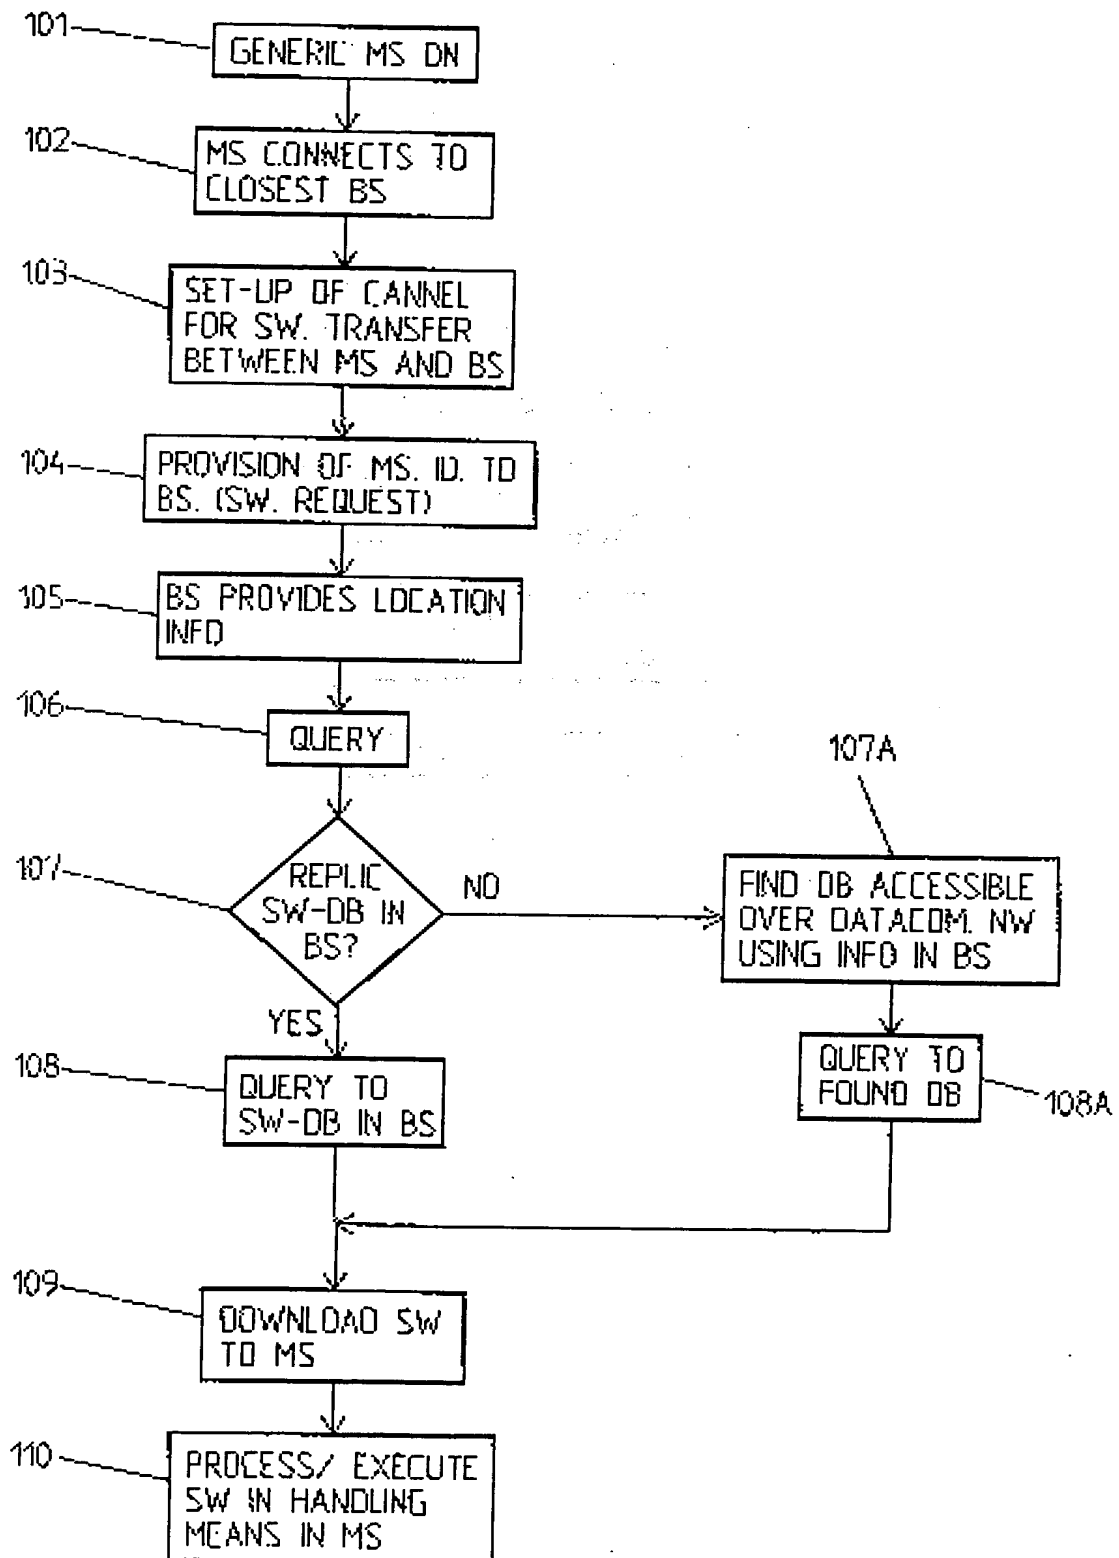 101
GENERIC MS ON
102
MS CONNECTS TO
CLOSEST BS
103
SET-UP OF CANNEL
FOR SW. TRANSFER
BETWEEN MS AND BS
104
PROVISION OF MS. ID. TO
BS. (SW. REQUEST)
105
BS PROVIDES LOCATION
INFO
106
QUERY
107
REPLIC
SW-DB IN
BS?
NO
YES
107A
FIND DB ACCESSIBLE
OVER DATACOM. NW
USING INFO IN BS
108
QUERY TO
SW-DB IN BS
QUERY TO
FOUND DB
108A
109
DOWNLOAD SW
TO MS
110
PROCESS/ EXECUTE
SW IN HANDLING
MEANS IN MS